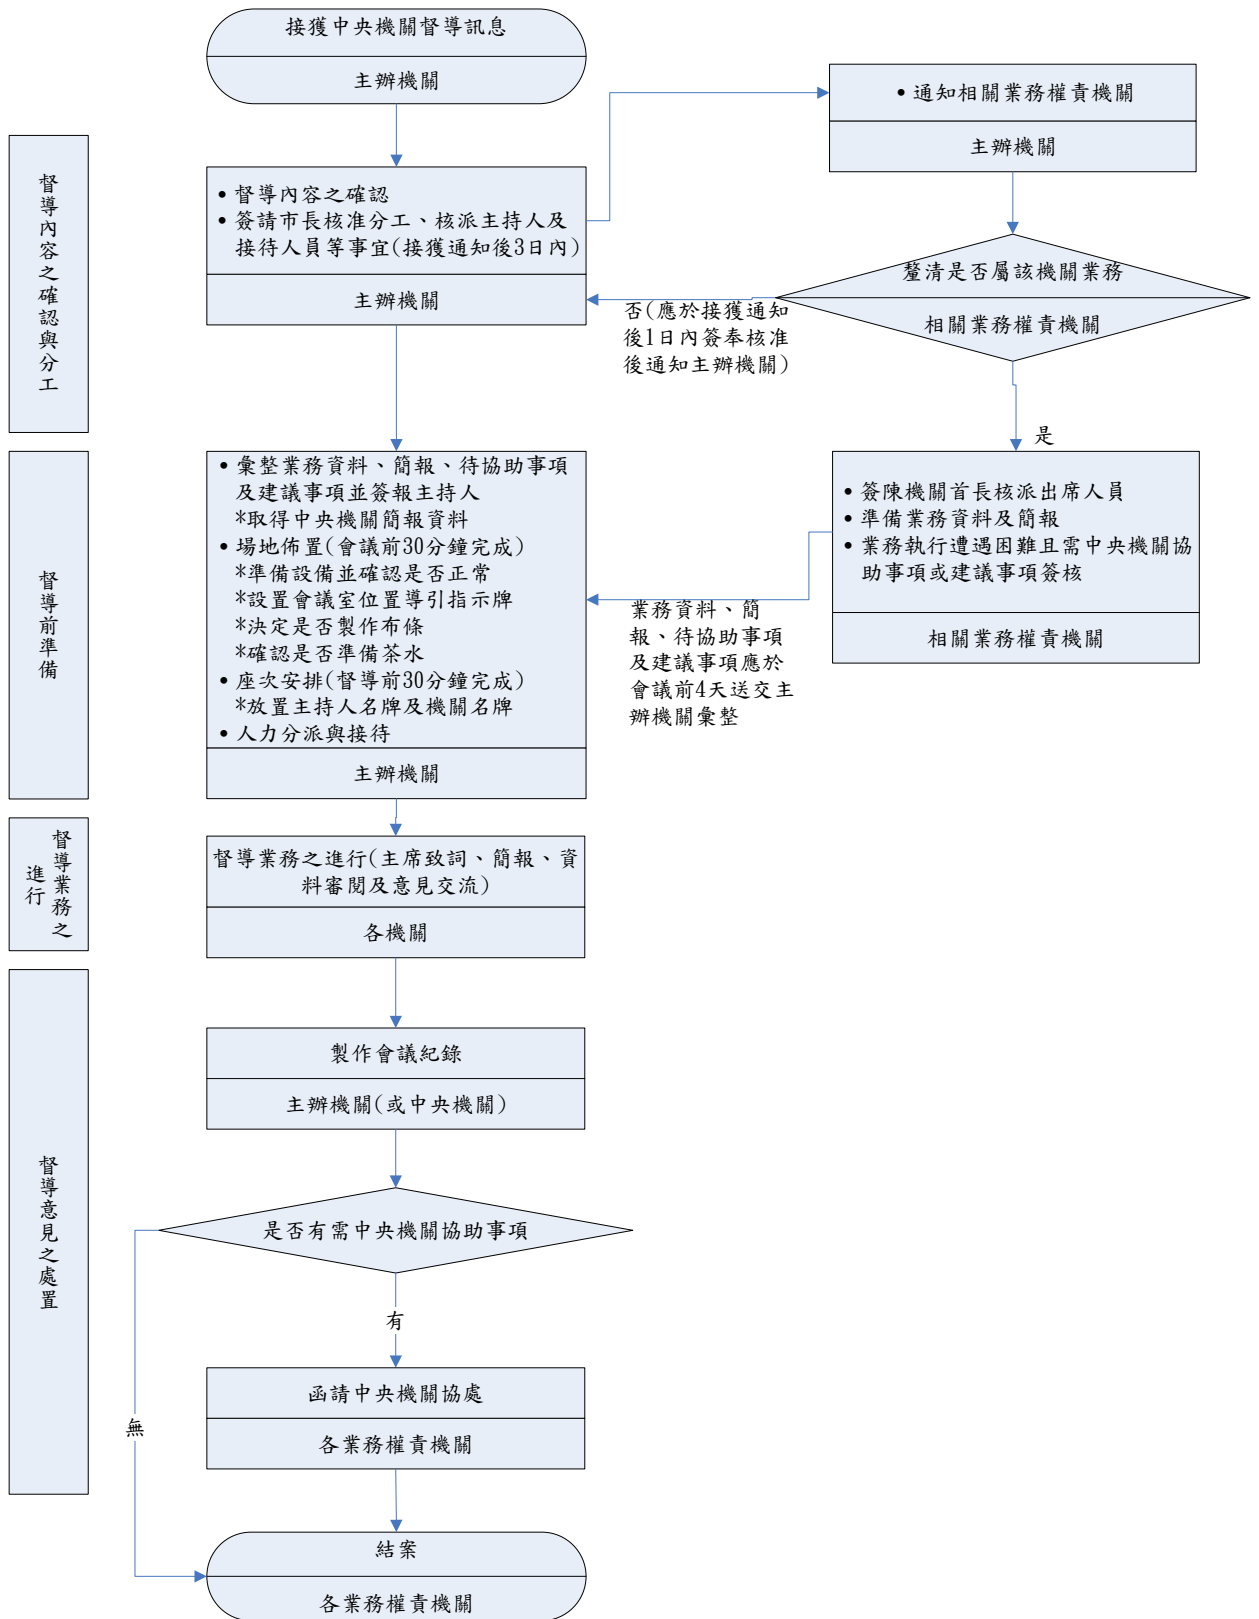 接獲中央機關督導訊息
主辦機關
•通知相關業務權責機關
主辦機關
督導內容之確認與分工
•督導內容之確認
•簽請市長核准分工、核派主持人及
接待人員等事宜(接獲通知後3日內)
主辦機關
釐清是否屬該機關業務
相關業務權責機關
否(應於接獲通知
後1日內簽奉核准
後通知主辦機關)
是
督導前準備
•彙整業務資料、簡報、待協助事項
及建議事項並簽報主持人
*取得中央機關簡報資料
•場地佈置(會議前30分鐘完成)
*準備設備並確認是否正常
*設置會議室位置導引指示牌
*決定是否製作布條
*確認是否準備茶水
•座次安排(督導前30分鐘完成)
*放置主持人名牌及機關名牌
•人力分派與接待
主辦機關
•簽陳機關首長核派出席人員
•準備業務資料及簡報
•業務執行遭遇困難且需中央機關協
助事項或建議事項簽核
相關業務權責機關
業務資料、簡
報、待協助事項
及建議事項應於
會議前4天送交主
辦機關彙整
督導業務之
進行
督導業務之進行(主席致詞、簡報、資
料審閱及意見交流)
各機關
督導意見之處置
製作會議紀錄
主辦機關(或中央機關)
是否有需中央機關協助事項
有
無
函請中央機關協處
各業務權責機關
結案
各業務權責機關